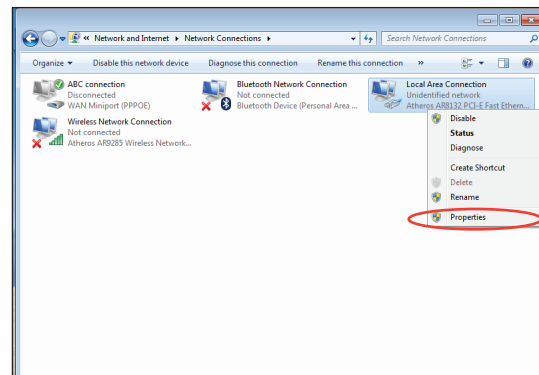 « Network and Internet ▸ Network Connections ▸
Search Network Connections
Organize ▼ Disable this network device Diagnose this connection Rename this connection »
ABC connection
Disconnected
WAN Miniport (PPPOE)
Bluetooth Network Connection
Not connected
Bluetooth Device (Personal Area ...
Local Area Connection
Unidentified network
Atheros AR8132 PCI-E Fast Ethern...
Wireless Network Connection
Not connected
Atheros AR9285 Wireless Network...
Disable
Status
Diagnose
Create Shortcut
Delete
Rename
Properties